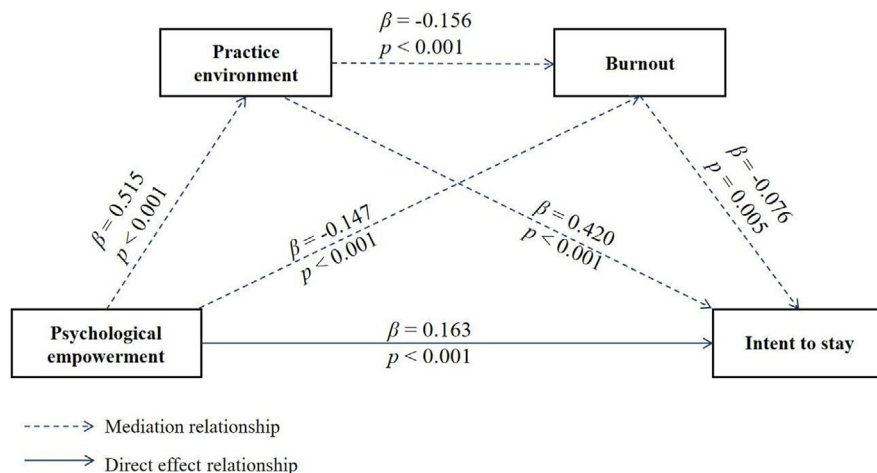 β = -0.156
p < 0.001
Practice
environment
Burnout
β = 0.515
p < 0.001
β = -0.147
p < 0.001
β = 0.420
p < 0.001
β = -0.076
p = 0.005
Psychological
empowerment
β = 0.163
p < 0.001
Intent to stay
Mediation relationship
Direct effect relationship